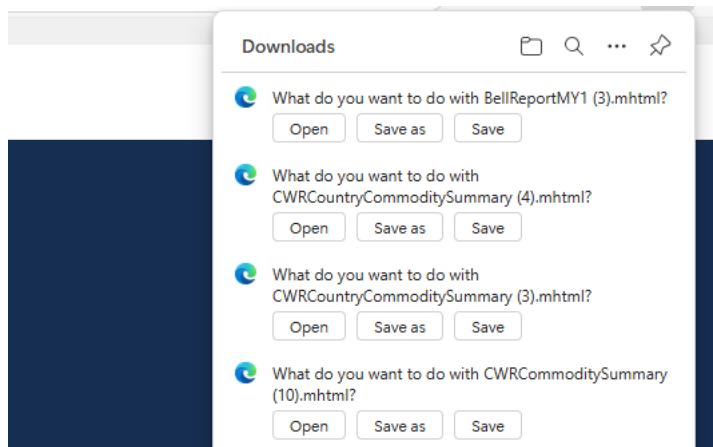 Downloads
What do you want to do with BellReportMY1 (3).mhtml?
Open Save as Save
What do you want to do with
CWRCountryCommoditySummary (4).mhtml?
Open Save as Save
What do you want to do with
CWRCountryCommoditySummary (3).mhtml?
Open Save as Save
What do you want to do with CWRCommoditySummary
(10).mhtml?
Open Save as Save